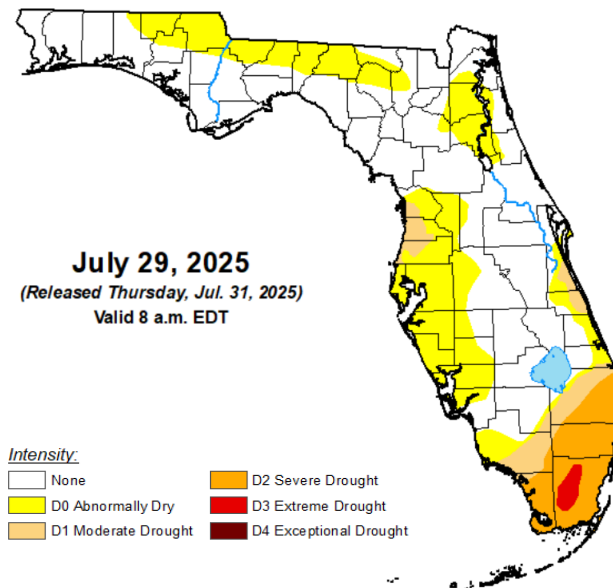 July 29, 2025
(Released Thursday, Jul. 31, 2025)
Valid 8 a.m. EDT
Intensity:
None
D0 Abnormally Dry
D1 Moderate Drought
D2 Severe Drought
D3 Extreme Drought
D4 Exceptional Drought